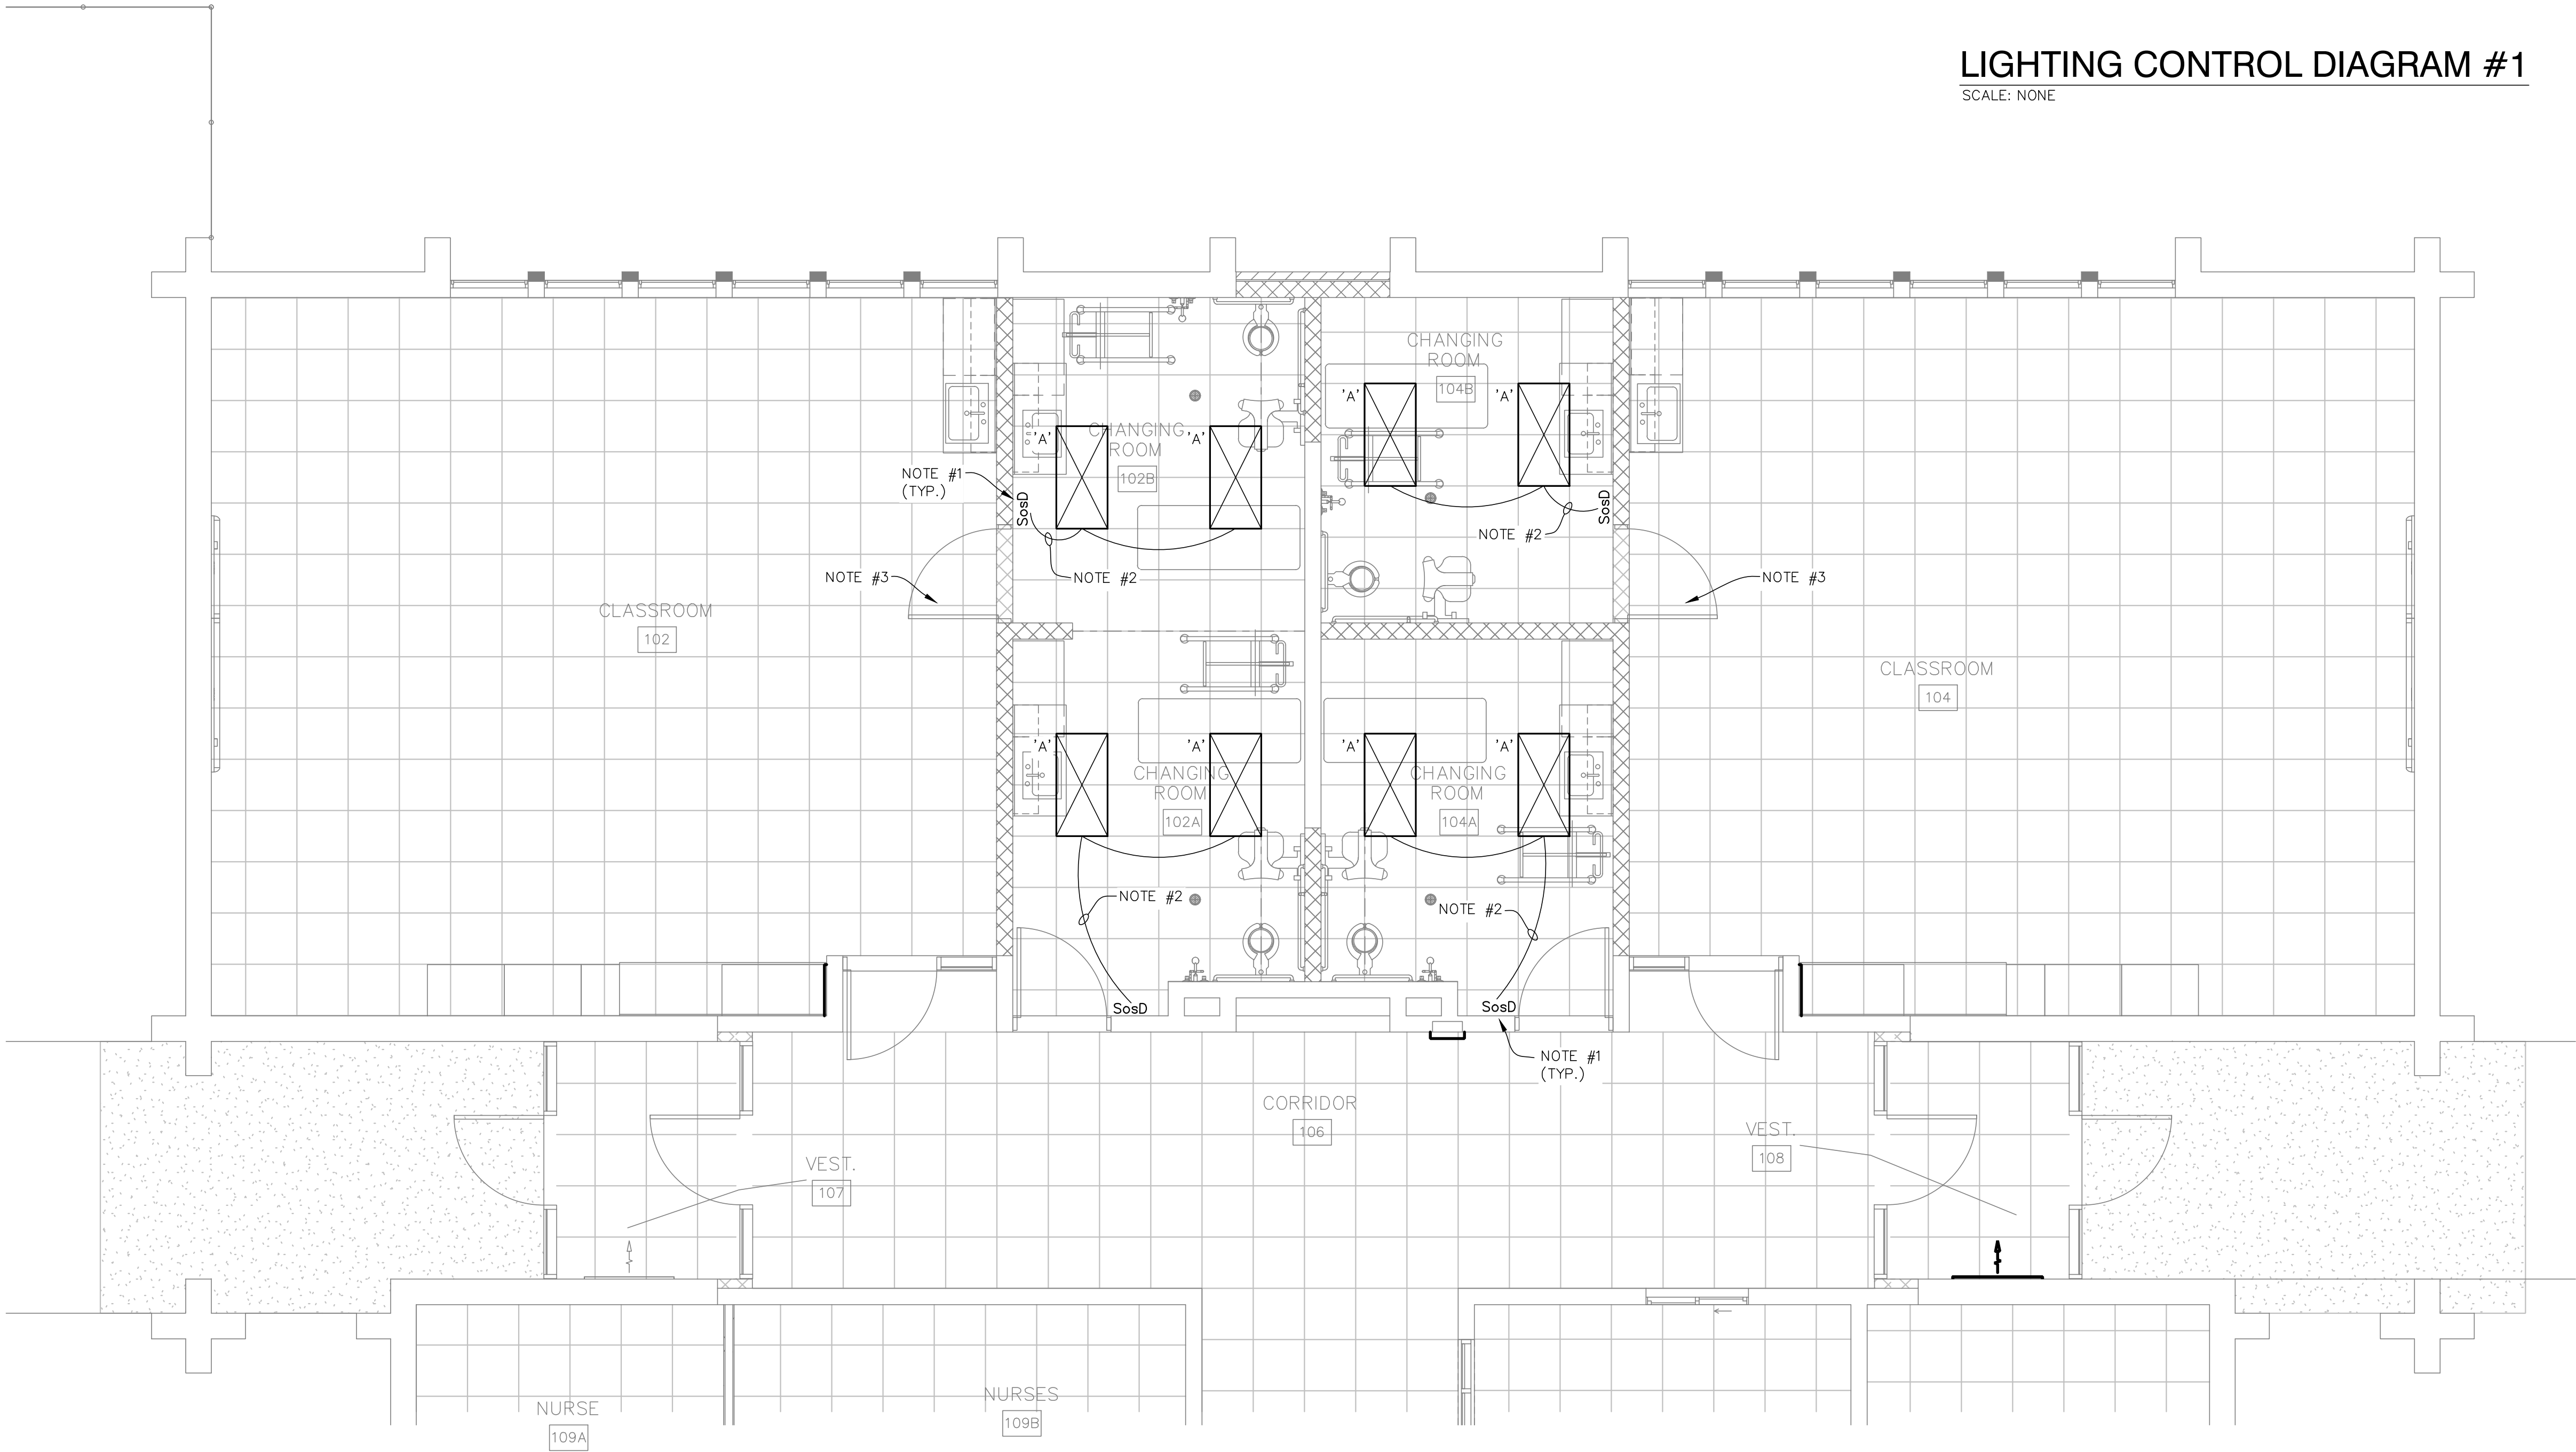 LIGHTING CONTROL DIAGRAM #1
SCALE: NONE
CHANGING
ROOM
104B
'A'
'A'
'A'
'A'
CHANGING
ROOM
102B
NOTE #1
(TYP.)
SosD
SosD
NOTE #2
NOTE #2
NOTE #3
NOTE #3
CLASSROOM
102
CLASSROOM
104
'A'
'A'
'A'
'A'
CHANGING
ROOM
102A
CHANGING
ROOM
104A
NOTE #2
NOTE #2
SosD
SosD
NOTE #1
(TYP.)
CORRIDOR
106
VEST.
108
VEST.
107
NURSES
109B
NURSE
109A